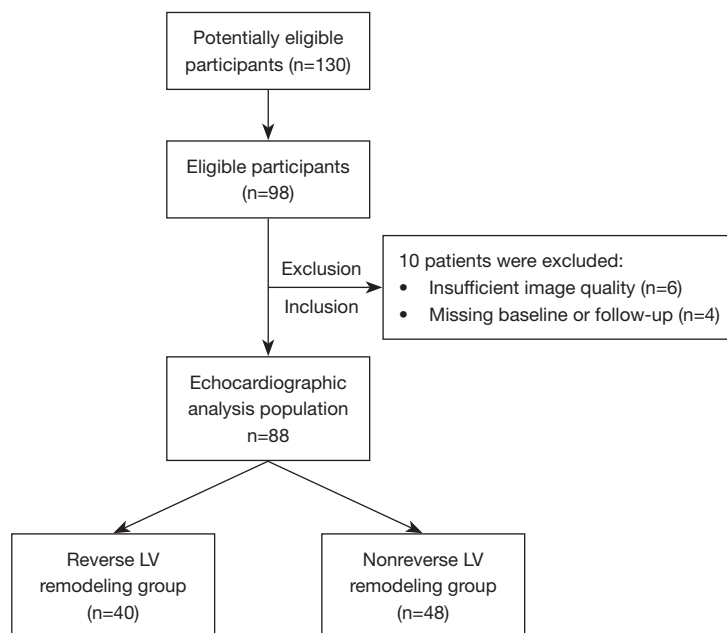 Potentially eligible
participants (n=130)
Eligible participants
(n=98)
Exclusion
Inclusion
10 patients were excluded:
• Insufficient image quality (n=6)
• Missing baseline or follow-up (n=4)
Echocardiographic
analysis population
n=88
Reverse LV
remodeling group
(n=40)
Nonreverse LV
remodeling group
(n=48)